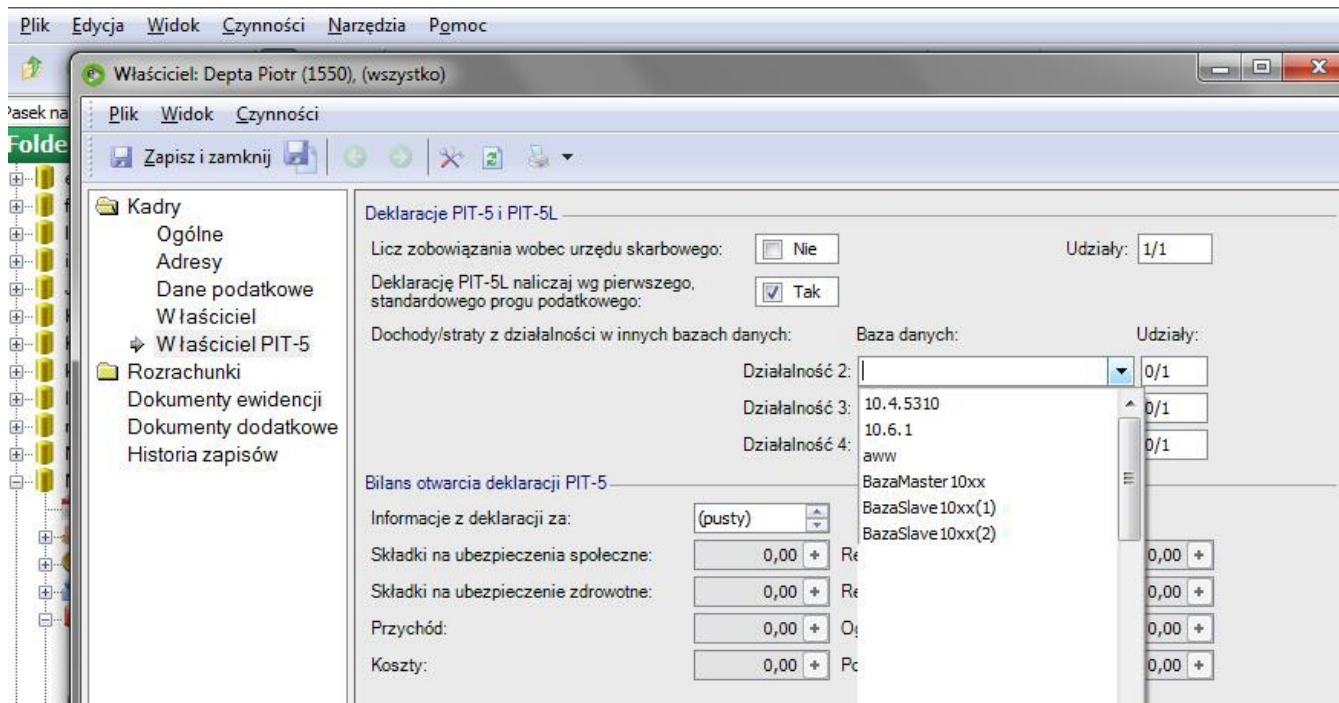 Plik Edycja Widok Czynności Narzędzia Pomoc
Właściciel: Depta Piotr (1550), (wszystko)
Pasek na
Plik Widok Czynności
Folde
Zapisz i zamknij
Kadry
Ogólne
Adresy
Dane podatkowe
Właściciel
Właściciel PIT-5
Rozrachunki
Dokumenty ewidencji
Dokumenty dodatkowe
Historia zapisów
Deklaracje PIT-5 i PIT-5L
Licz zobowiązania wobec urzędu skarbowego: Nie Udziały: 1/1
Deklarację PIT-5L naliczaj wg pierwszego,
standardowego progu podatkowego: Tak
Dochody/straty z działalności w innych bazach danych: Baza danych: Udziały:
Działalność 2: 0/1
Działalność 3: 0/1
Działalność 4: 0/1
10.4.5310
10.6.1
aww
BazaMaster10xx
BazaSlave10xx(1)
BazaSlave10xx(2)
Bilans otwarcia deklaracji PIT-5
Informacje z deklaracji za: (pusty)
Składki na ubezpieczenia społeczne: 0,00 + Re 0,00 +
Składki na ubezpieczenie zdrowotne: 0,00 + Re 0,00 +
Przychód: 0,00 + 0,00 +
Koszty: 0,00 + 0,00 +